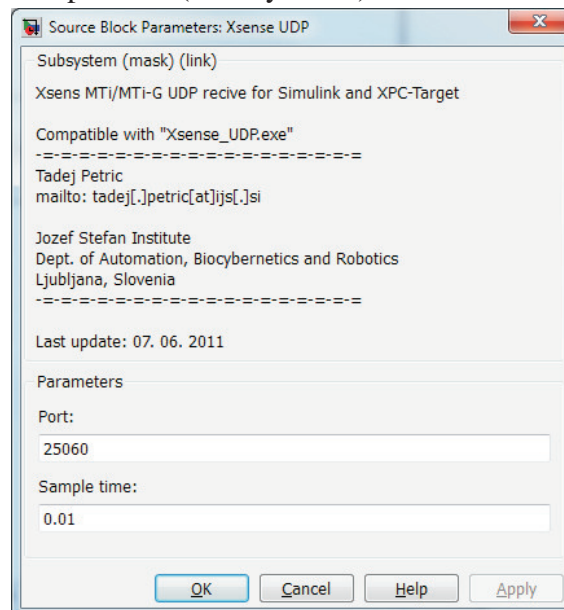 Source Block Parameters: Xsense UDP
Subsystem (mask) (link)
Xsens MTi/MTi-G UDP recive for Simulink and XPC-Target
Compatible with "Xsense_UDP.exe"
-=-=-=-=-=-=-=-=-=-=-=-=-=-=-=-=-=-=
Tadej Petric
mailto: tadej[.]petric[at]ijs[.]si
Jozef Stefan Institute
Dept. of Automation, Biocybernetics and Robotics
Ljubljana, Slovenia
-=-=-=-=-=-=-=-=-=-=-=-=-=-=-=-=-=-=
Last update: 07. 06. 2011
Parameters
Port:
25060
Sample time:
0.01
OK Cancel Help Apply